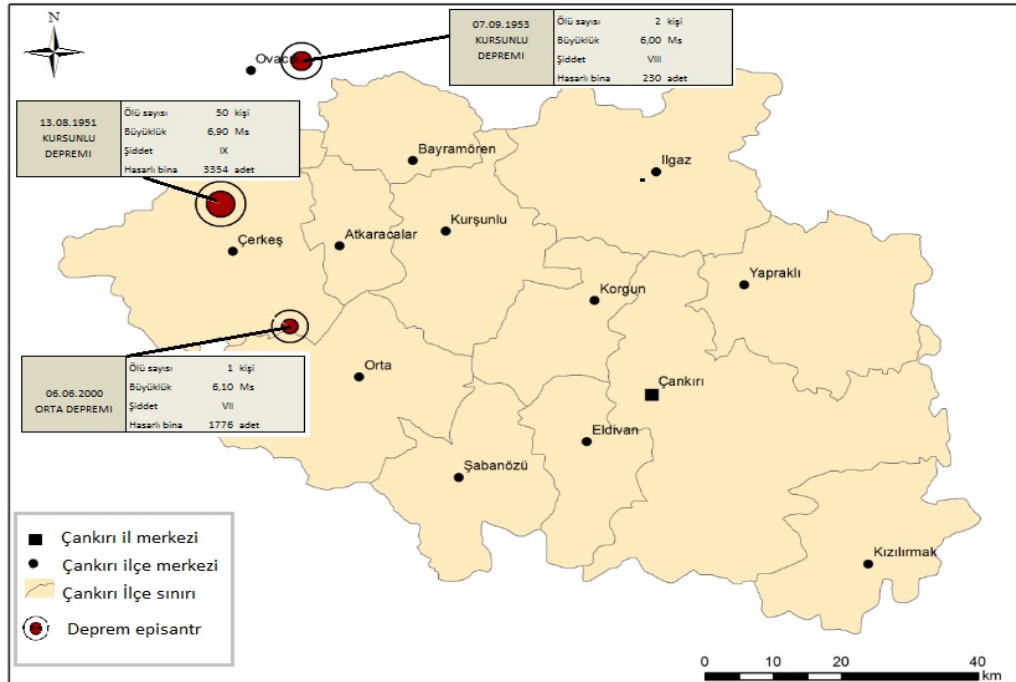 N
07.09.1953
KURSUNLU
DEPREMI
Ölü sayısı 2 kişi
Büyüklük 6,00 Ms
Şiddet VIII
Hasarlı bina 230 adet
13.08.1951
KURSUNLU
DEPREMI
Ölü sayısı 50 kişi
Büyüklük 6,90 Ms
Şiddet IX
Hasarlı bina 3354 adet
Bayramören
Ilgaz
Çerkeş
Atkaracalar
Kurşunlu
Korgun
Yapraklı
06.06.2000
ORTA DEPREMI
Ölü sayısı 1 kişi
Büyüklük 6,10 Ms
Şiddet VII
Hasarlı bina 1776 adet
Orta
Çankırı
Eldivan
Şabanözü
Kızılırmak
Çankırı il merkezi
Çankırı ilçe merkezi
Çankırı İlçe sınırı
Deprem episantr
0 10 20 40
km